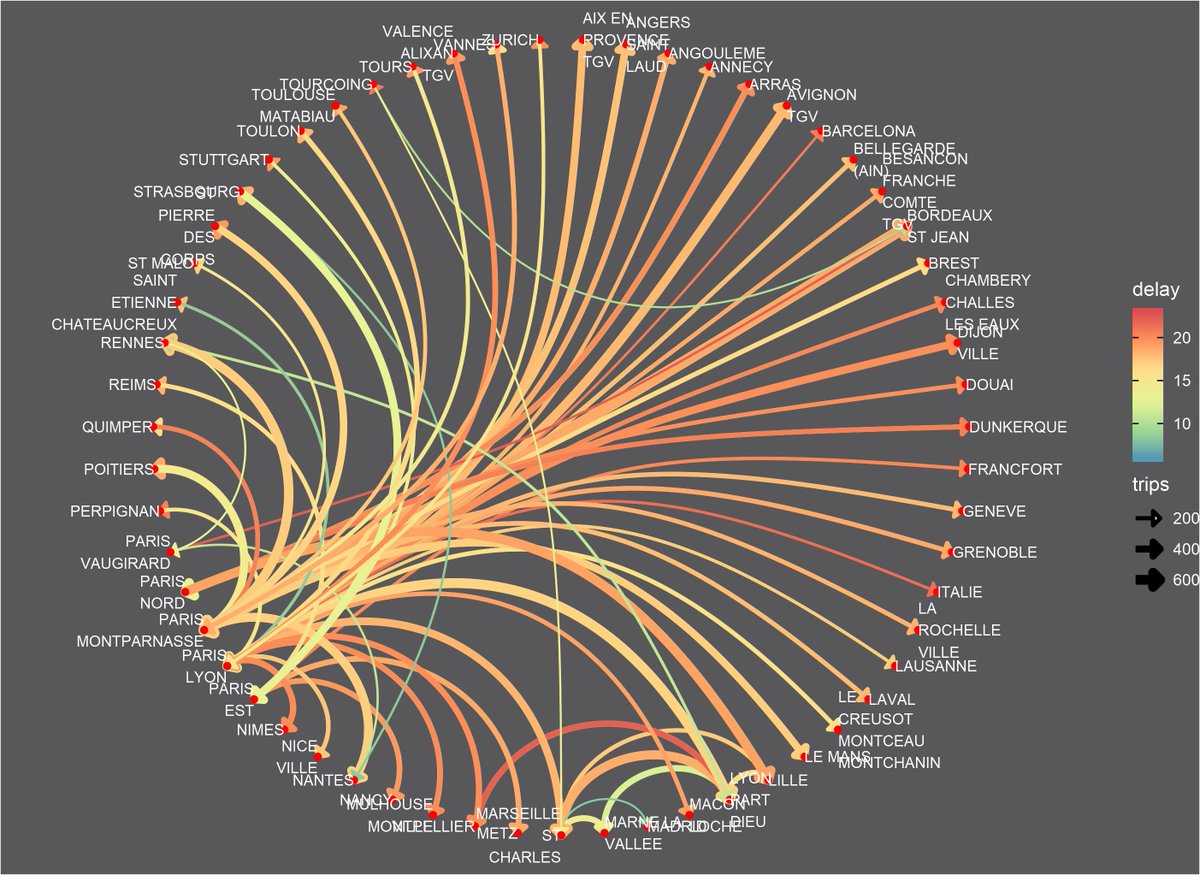 AIX EN
PROVENCE
TGV
ANGERS
SAINT
LAUD
ANGOULEME
ANNECY
ARRAS
AVIGNON
TGV
BARCELONA
BELLEGARDE
(AIN)
BESANCON
FRANCHE
COMTE
TGV
BORDEAUX
ST JEAN
BREST
CHAMBERY
CHALLES
LES EAUX
DIJON
VILLE
DOUAI
DUNKERQUE
FRANCFORT
GENEVE
GRENOBLE
ITALIE
LA
ROCHELLE
VILLE
LAUSANNE
LAVAL
LE
CREUSOT
MONTCEAU
MONTCHANIN
LE MANS
LILLE
LYON
PART
DIEU
MACON
LOCHE
MADRID
MARNE LA
VALLEE
MARSEILLE
ST
CHARLES
METZ
MONTPELLIER
MULHOUSE
VILLE
NANCY
NANTES
NICE
VILLE
NIMES
PARIS
EST
PARIS
LYON
PARIS
MONTPARNASSE
PARIS
NORD
PARIS
VAUGIRARD
PERPIGNAN
POITIERS
QUIMPER
REIMS
RENNES
SAINT
ETIENNE
CHATEAUCREUX
ST MALO
ST
PIERRE
DES
CORPS
STRASBOURG
STUTTGART
TOULON
TOULOUSE
MATABIAU
TOURCOING
TOURS
VALENCE
ALIXAN
TGV
VANNES
ZURICH
delay
20
15
10
trips
200
400
600